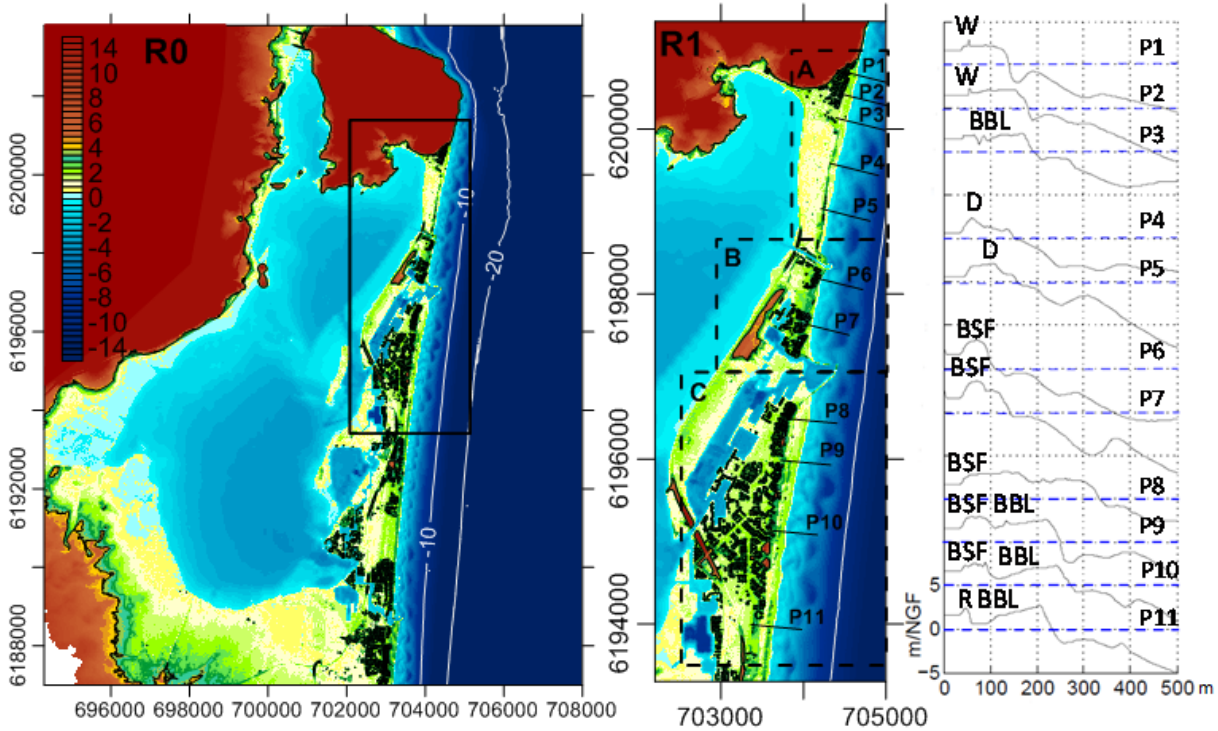 R0
14
10
8
6
4
2
0
-2
-4
-6
-8
-10
-14
-10
-20
-10
6200000
6196000
6192000
6188000
696000 698000 700000 702000 704000 706000 708000
R1
A
P1
P2
P3
P4
P5
B
P6
P7
C
P8
P9
P10
P11
6200000
6198000
6196000
6194000
703000 705000
W
P1
W
P2
BBL
P3
D
P4
D
P5
BSF
P6
BSF
P7
BSF
P8
BSF BBL
P9
BSF BBL
P10
R BBL
P11
5
0
-5
m/NGF
0 100 200 300 400 500 m